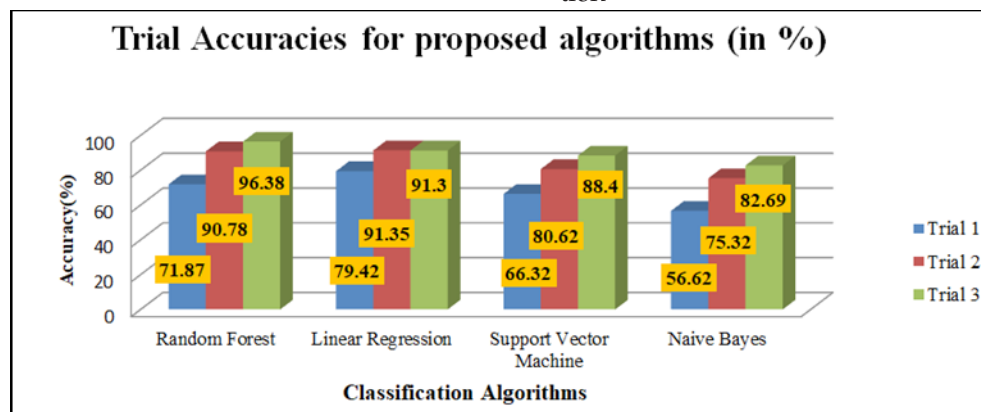 Trial Accuracies for proposed algorithms (in %)
100
80
60
40
20
0
Accuracy(%)
71.87
90.78
96.38
79.42
91.35
91.3
66.32
80.62
88.4
56.62
75.32
82.69
Random Forest
Linear Regression
Support Vector
Machine
Naive Bayes
Classification Algorithms
Trial 1
Trial 2
Trial 3